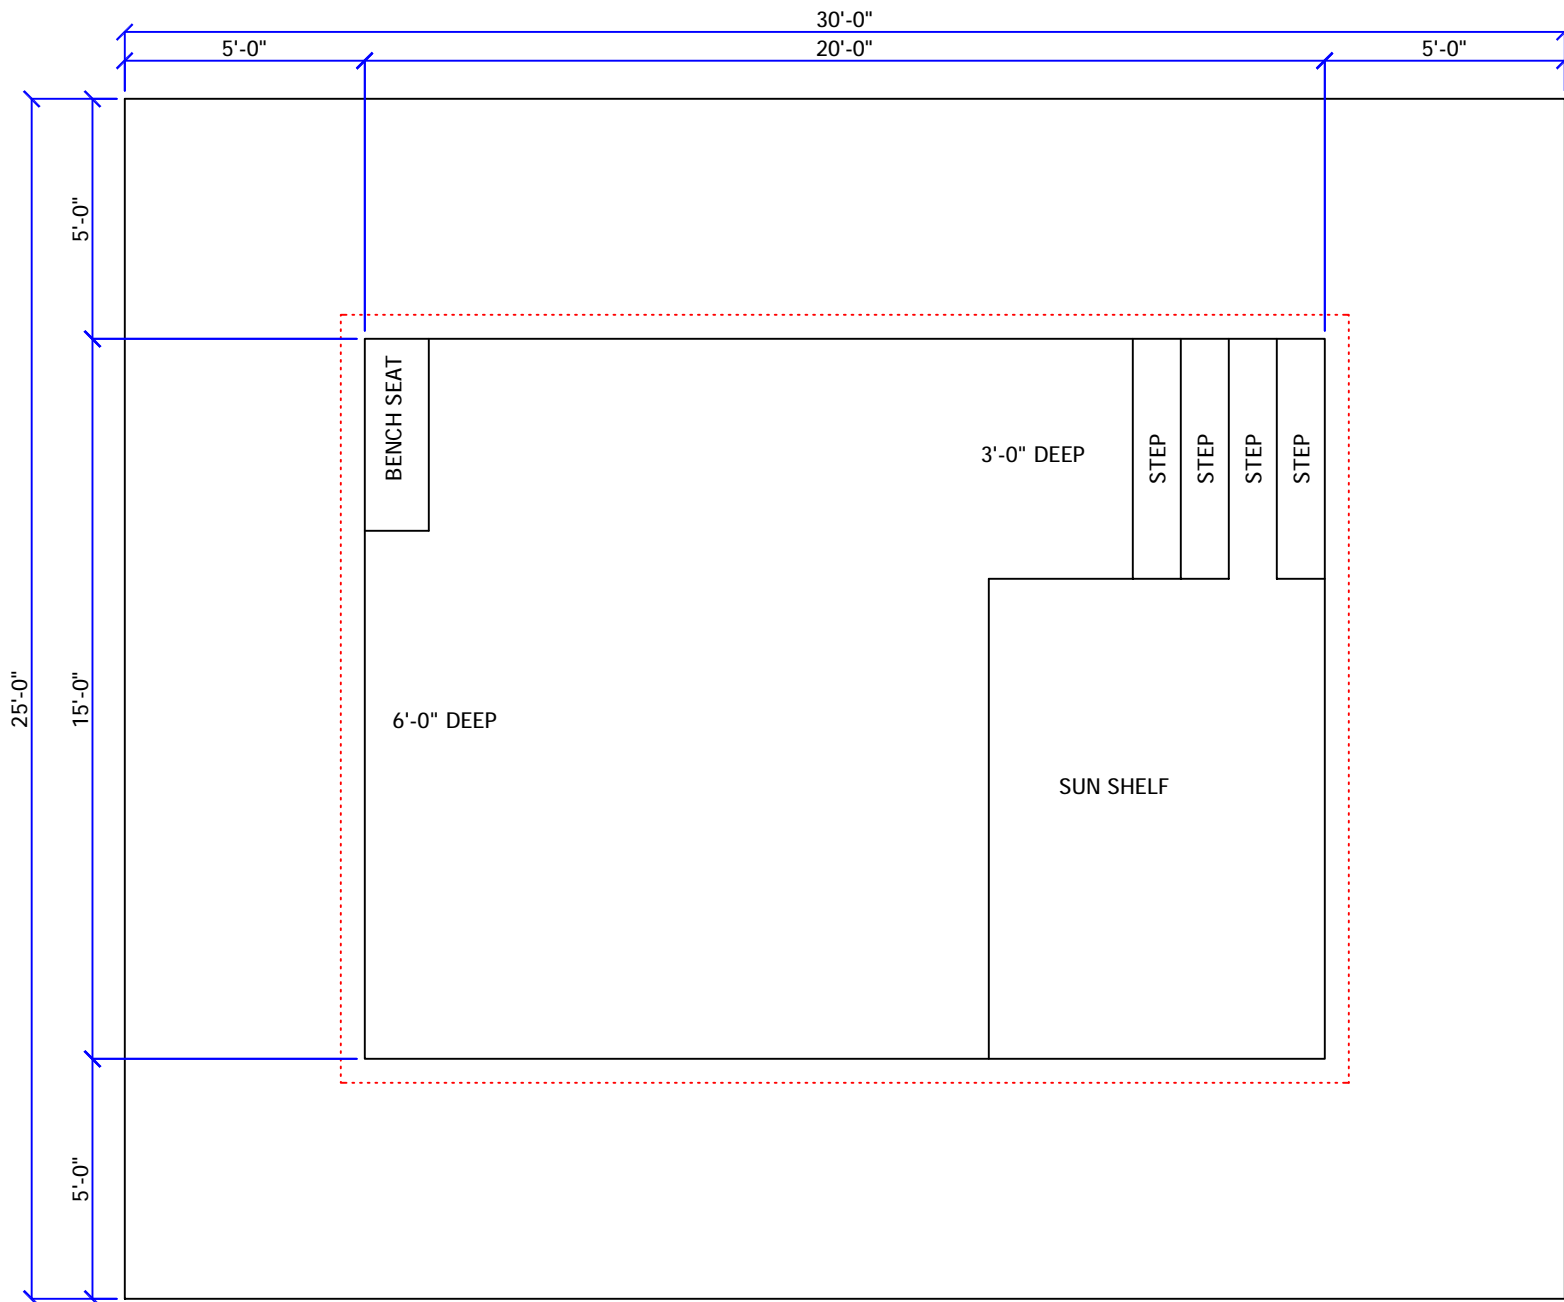 30'-0"
5'-0"
20'-0"
5'-0"
5'-0"
BENCH SEAT
3'-0" DEEP
STEP
STEP
STEP
STEP
25'-0"
15'-0"
6'-0" DEEP
SUN SHELF
5'-0"